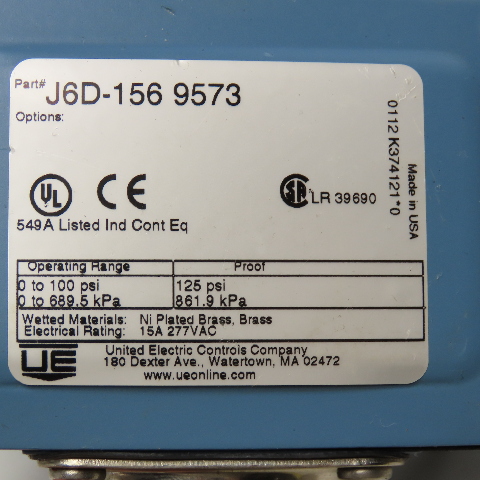 Part# J6D-156 9573
Options:
UL CE SA LR 39690
549A Listed Ind Cont Eq
0112 K374121*0
Made in USA
Operating Range Proof
0 to 100 psi 125 psi
0 to 689.5 kPa 861.9 kPa
Wetted Materials: Ni Plated Brass, Brass
Electrical Rating: 15A 277VAC
UE
United Electric Controls Company
180 Dexter Ave., Watertown, MA 02472
www.ueonline.com